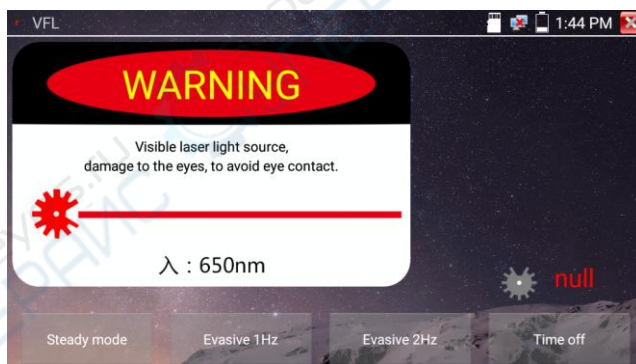 VFL
1:44 PM
WARNING
Visible laser light source,
damage to the eyes, to avoid eye contact.
入 : 650nm
null
Steady mode
Evasive 1Hz
Evasive 2Hz
Time off